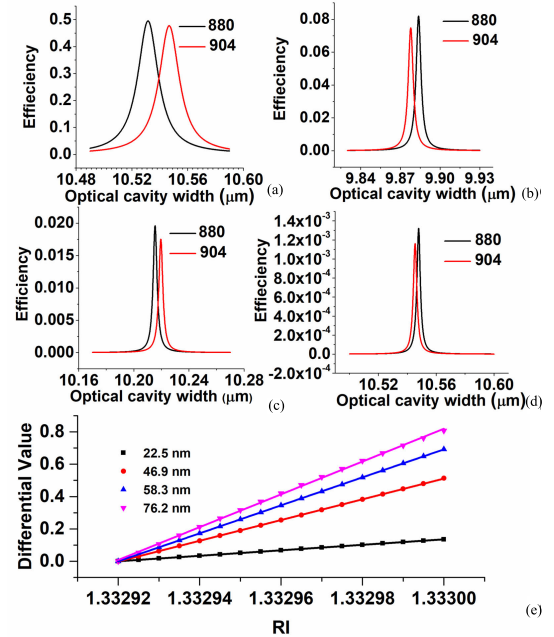 880
904
0.5
0.4
0.3
0.2
0.1
0.0
Effieciency
10.48 10.52 10.56 10.60
Optical cavity width (μm) (a)
880
904
0.08
0.06
0.04
0.02
0.00
Effieciency
9.84 9.87 9.90 9.93
Optical cavity width (μm) (b)
880
904
0.020
0.015
0.010
0.005
0.000
Efficiency
10.16 10.20 10.24 10.28
Optical cavity width (μm) (c)
880
904
1.4x10⁻³
1.2x10⁻³
1.0x10⁻³
8.0x10⁻⁴
6.0x10⁻⁴
4.0x10⁻⁴
2.0x10⁻⁴
0.0
-2.0x10⁻⁴
Effieciency
10.52 10.56 10.60
Optical cavity width (μm) (d)
0.8
0.6
0.4
0.2
0.0
Differential Value
22.5 nm
46.9 nm
58.3 nm
76.2 nm
1.33292 1.33294 1.33296 1.33298 1.33300
RI
(e)